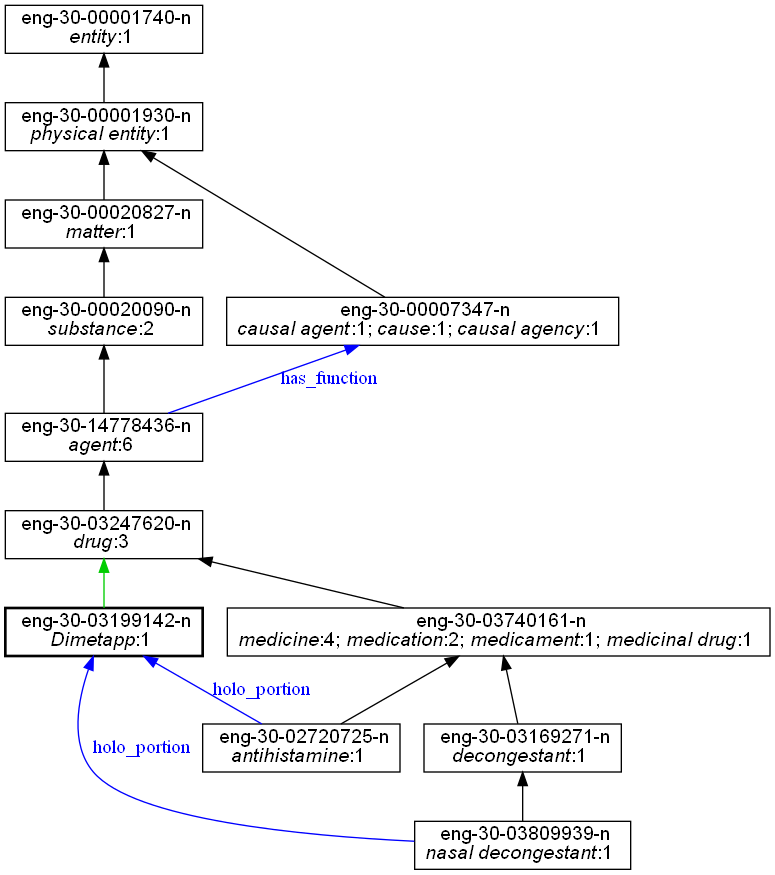 eng-30-00001740-n
entity:1
eng-30-00001930-n
physical entity:1
eng-30-00020827-n
matter:1
eng-30-00020090-n
substance:2
eng-30-00007347-n
causal agent:1; cause:1; causal agency:1
has_function
eng-30-14778436-n
agent:6
eng-30-03247620-n
drug:3
eng-30-03199142-n
Dimetapp:1
eng-30-03740161-n
medicine:4; medication:2; medicament:1; medicinal drug:1
holo_portion
eng-30-02720725-n
antihistamine:1
eng-30-03169271-n
decongestant:1
holo_portion
eng-30-03809939-n
nasal decongestant:1